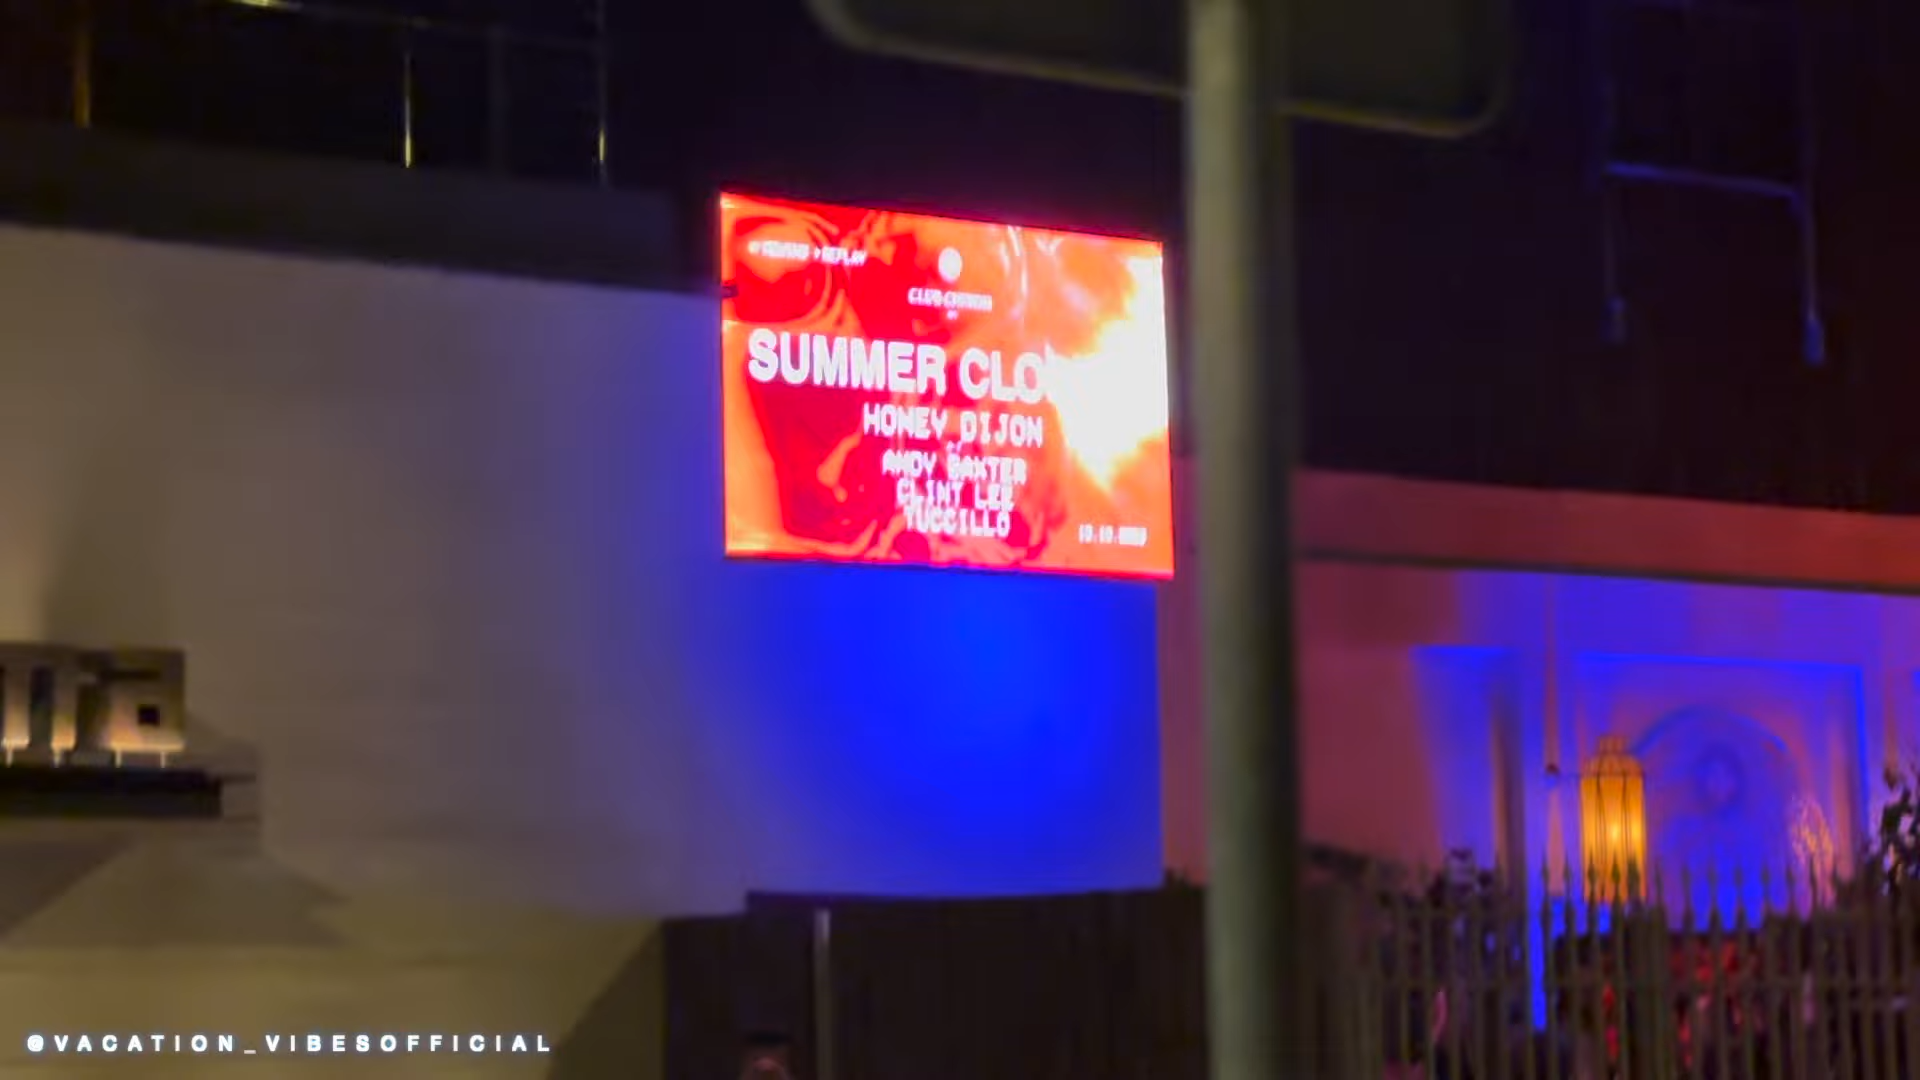 SUMMER CLO
HONEY DIJON
ANDY BAXTER
CLINT LEE
YUCCILLO
@VACATION_VIBESOFFICIAL